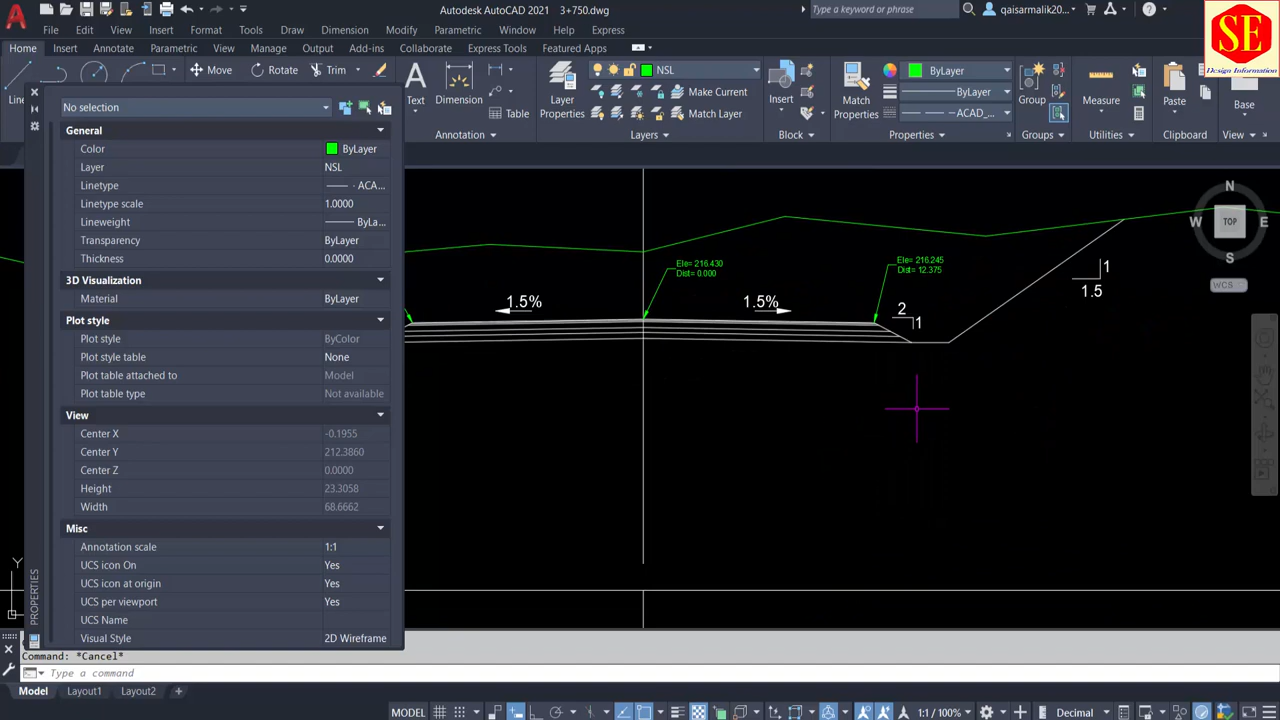 Autodesk AutoCAD 2021 3+750.dwg
Type a keyword or phrase
qaisarmalik20...
File Edit View Insert Format Tools Draw Dimension Modify Parametric Window Help Express
SE
Design Information
Home Insert Annotate Parametric View Manage Output Add-ins Collaborate Express Tools Featured Apps
Move Rotate Trim
NSL
Make Current
Table
Match Layer
ByLayer
ByLayer
ACAD_...
Line
Text Dimension
Layer Properties
Insert
Match Properties
Group
Measure
Paste
Base
Annotation Layers Block Properties Groups Utilities Clipboard View
No selection
General
Color ByLayer
Layer NSL
Linetype ACA...
Linetype scale 1.0000
Lineweight ByLa...
Transparency ByLayer
Thickness 0.0000
3D Visualization
Material ByLayer
Plot style
Plot style ByColor
Plot style table None
Plot table attached to Model
Plot table type Not available
View
Center X -0.1955
Center Y 212.3860
Center Z 0.0000
Height 23.3058
Width 68.6662
Misc
Annotation scale 1:1
UCS icon On Yes
UCS icon at origin Yes
UCS per viewport Yes
UCS Name
Visual Style 2D Wireframe
PROPERTIES
Ele= 216.430
Dist= 0.000
Ele= 216.245
Dist= 12.375
1.5%
1.5%
2
1
1
1.5
N
W TOP E
S
WCS
Y
Command: *Cancel*
Type a command
Model Layout1 Layout2 +
MODEL
1:1 / 100%
Decimal